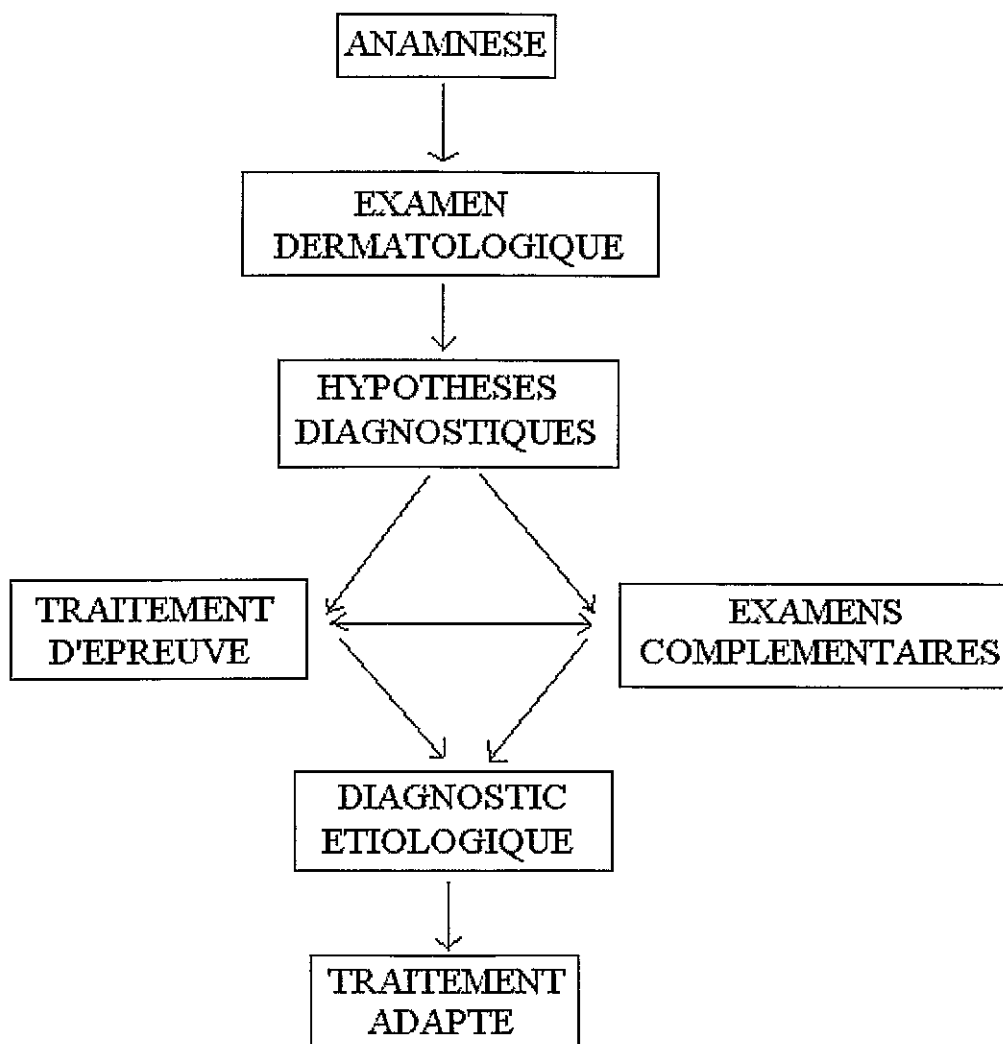 ANAMNESE
EXAMEN
DERMATOLOGIQUE
HYPOTHESES
DIAGNOSTIQUES
TRAITEMENT
D'EPREUVE
EXAMENS
COMPLEMENTAIRES
DIAGNOSTIC
ETIOLOGIQUE
TRAITEMENT
ADAPTE